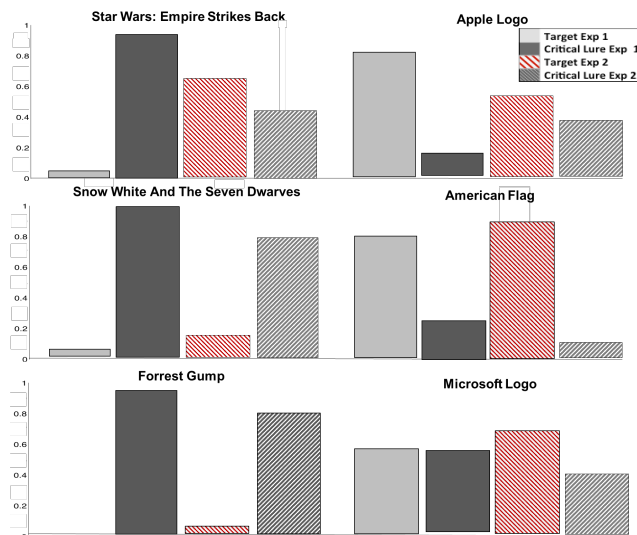 Star Wars: Empire Strikes Back
Apple Logo
Target Exp 1
Critical Lure Exp 1
Target Exp 2
Critical Lure Exp 2
1
0.8
0.6
0.4
0.2
0
Snow White And The Seven Dwarves
American Flag
1
0.8
0.6
0.4
0.2
0
Forrest Gump
Microsoft Logo
1
0.8
0.6
0.4
0.2
0